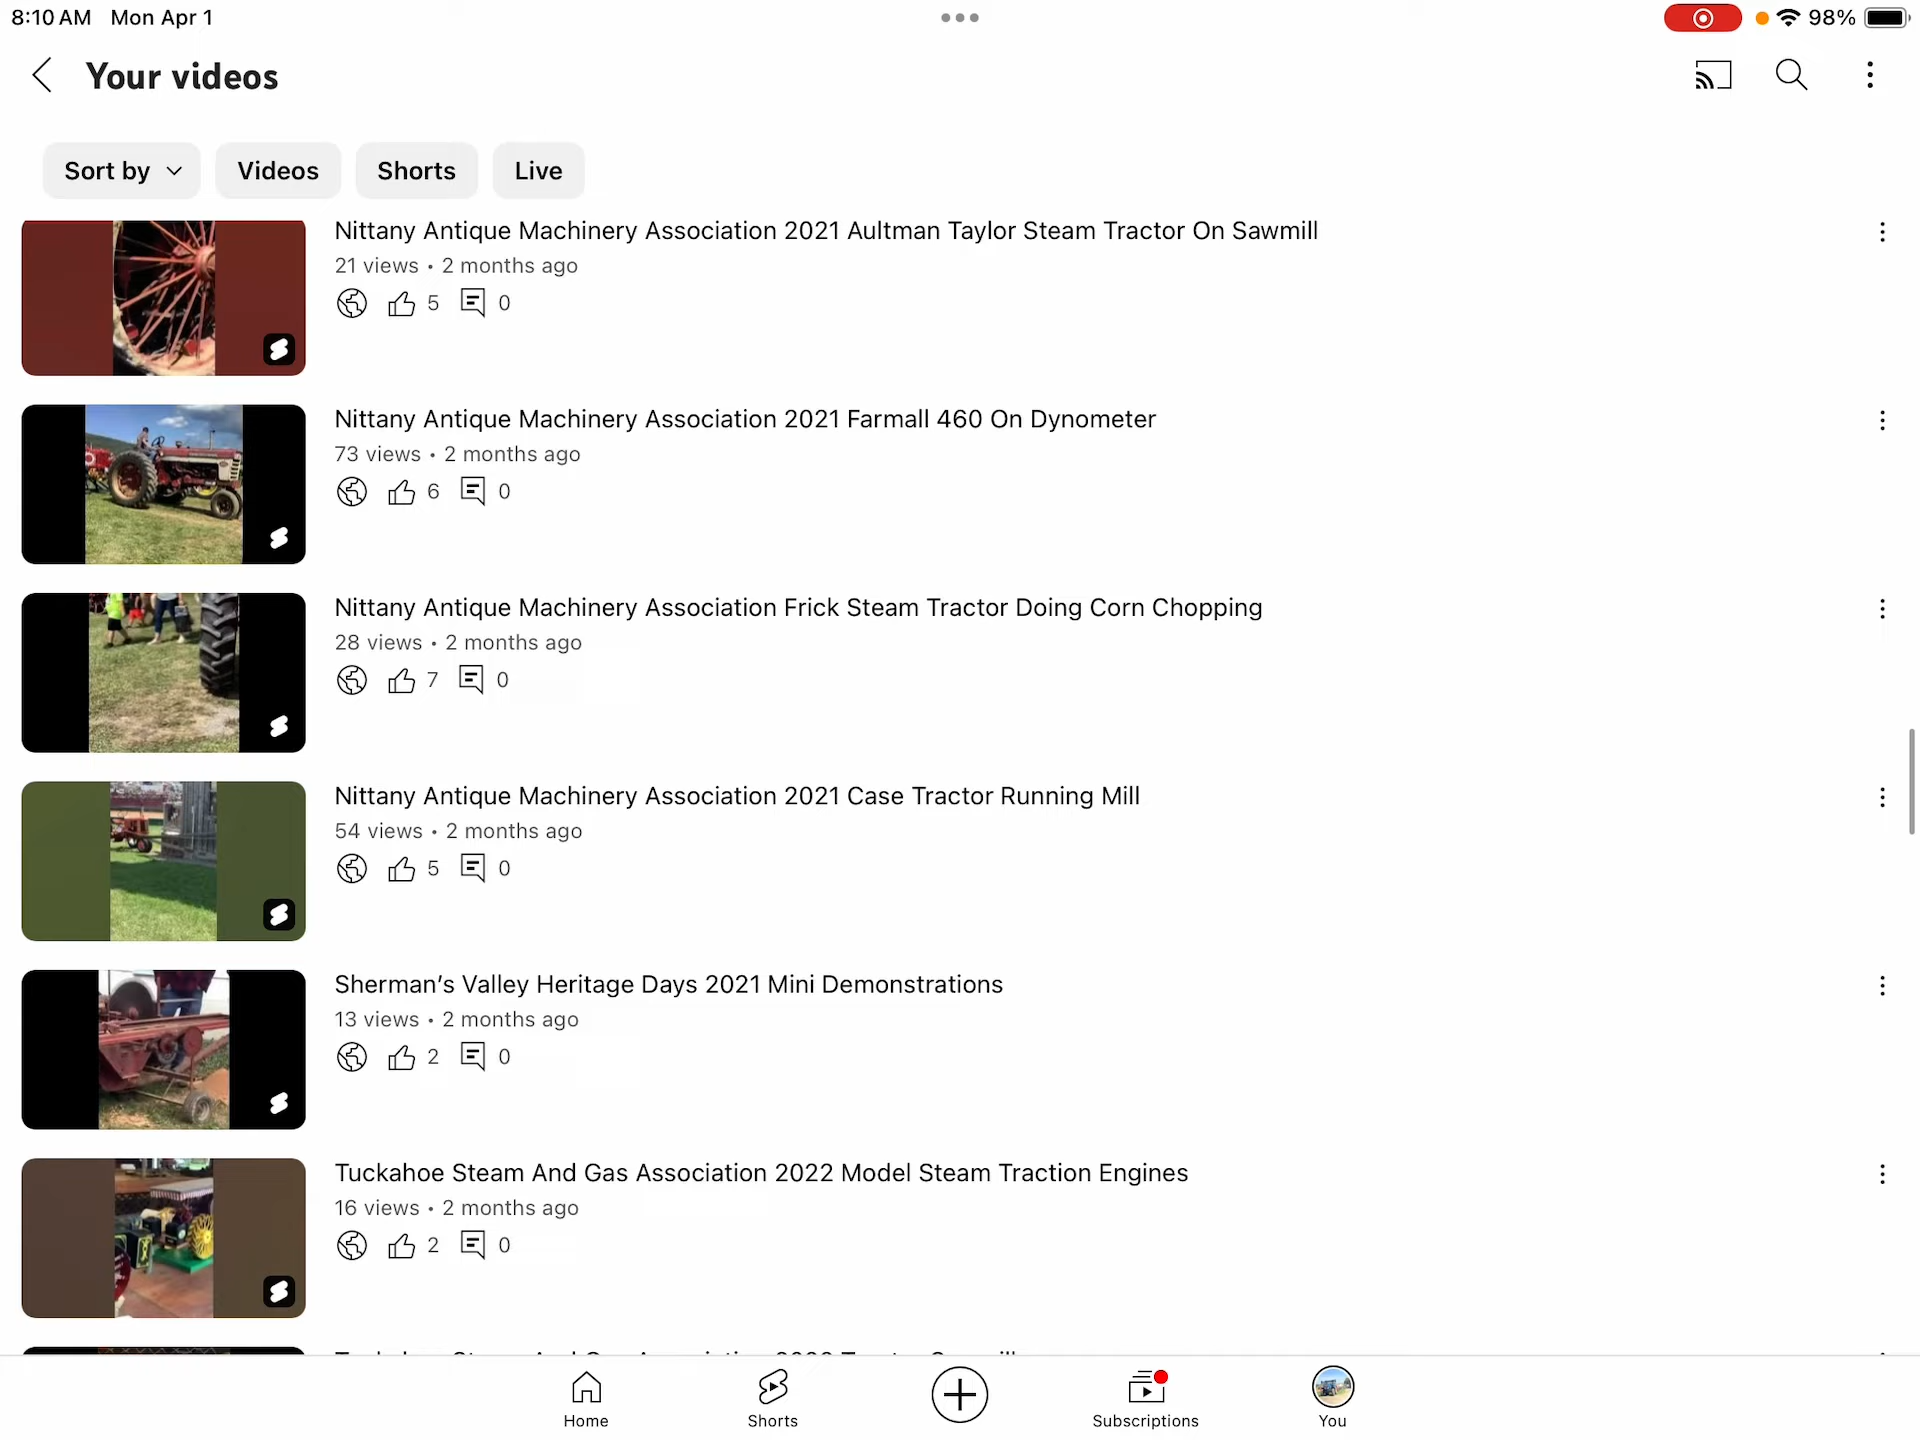 8:10 AM Mon Apr 1
98%
Your videos
Sort by Videos Shorts Live
Nittany Antique Machinery Association 2021 Aultman Taylor Steam Tractor On Sawmill
21 views • 2 months ago
5 0
Nittany Antique Machinery Association 2021 Farmall 460 On Dynometer
73 views • 2 months ago
6 0
Nittany Antique Machinery Association Frick Steam Tractor Doing Corn Chopping
28 views • 2 months ago
7 0
Nittany Antique Machinery Association 2021 Case Tractor Running Mill
54 views • 2 months ago
5 0
Sherman’s Valley Heritage Days 2021 Mini Demonstrations
13 views • 2 months ago
2 0
Tuckahoe Steam And Gas Association 2022 Model Steam Traction Engines
16 views • 2 months ago
2 0
Home Shorts Subscriptions You